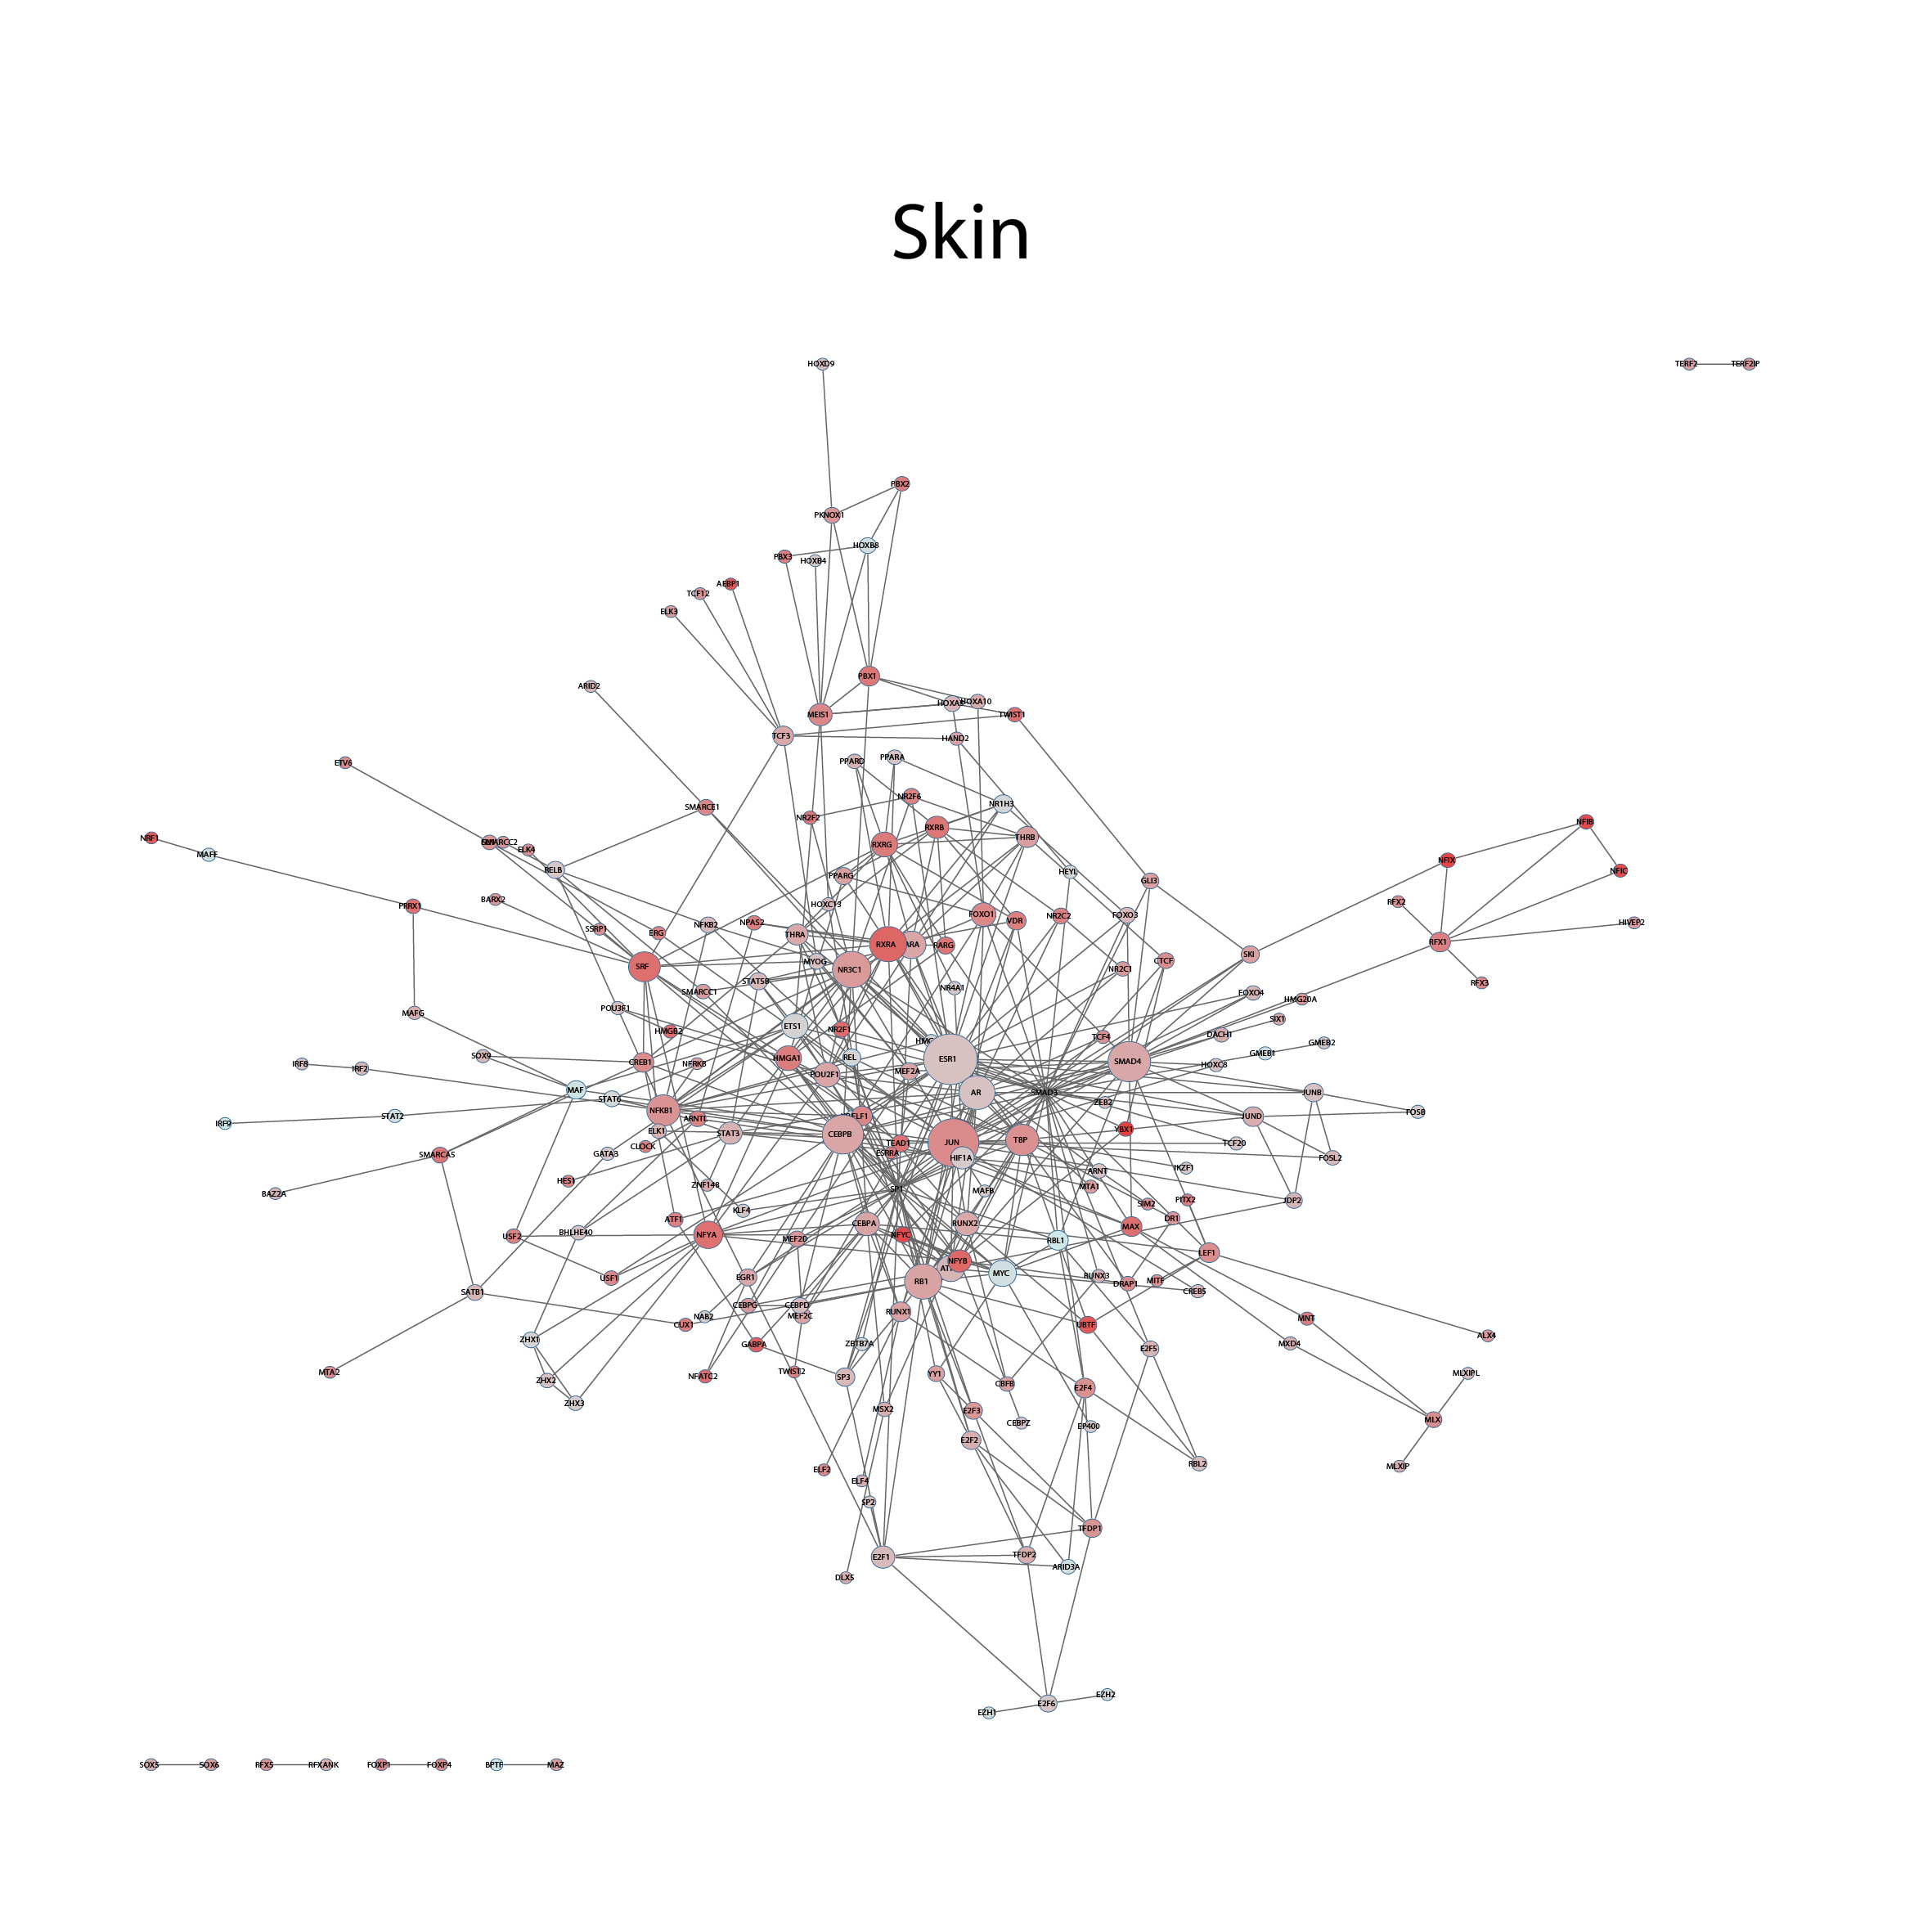 Skin
HOXD9
TERF2
TERF2IP
PBX2
PKNOX1
HOXB8
PBX3
HOXB4
AEBP1
TCF12
ELK3
PBX1
ARID2
HOXA10
MEIS1
TWIST1
TCF3
HAND2
PPARA
PPARD
ETV6
NR2F6
NR1H3
SMARCE1
NR2F2
NFIB
RXRB
THRB
NRF1
SMARCC2
RXRG
ELK4
MAFF
NFIX
RELB
HEYL
NFIC
PPARG
GLI3
BARX2
RFX2
HOXC13
PRRX1
FOXO1
FOXO3
NR2C2
VDR
NPAS2
HIVEP2
NFKB2
SSRP1
ERG
THRA
RFX1
RXRA
RARG
SKI
MYOG
CTCF
SRF
NR3C1
NR2C1
STAT5B
RFX3
NR4A1
SMARCC1
FOXO4
HMG20A
POU3F1
MAFG
SIX1
ETS1
NR2F1
HMGB2
DACH1
TCF4
GMEB2
SOX9
REL
HMGA1
ESR1
GMEB1
CREB1
NFRKB
SMAD4
IRF8
HOXC8
IRF2
MEF2A
POU2F1
MAF
AR
SMAD3
JUNB
STAT6
ZEB2
NFKB1
FOSB
STAT2
JUND
IRF9
ARNTL
YBX1
ELK1
STAT3
CEBPB
TEAD1
JUN
TBP
TCF20
CLOCK
GATA3
ESRRA
SMARCA5
HIF1A
FOSL2
IKZF1
ARNT
HES1
ZNF148
SP1
MTA1
MAFB
BAZ2A
PITX2
JDP2
SIM2
KLF4
DR1
ATF1
CEBPA
RUNX2
MAX
BHLHE40
USF2
NFYA
NFYC
MEF2D
RBL1
LEF1
NFYB
MYC
USF1
EGR1
RB1
RUNX3
DRAP1
MITF
CREB5
SATB1
CEBPG
CEBPD
MEF2C
NAB2
RUNX1
MNT
CUX1
UBTF
ALX4
ZHX1
GABPA
ZBTB7A
MXD4
E2F5
MTA2
TWIST2
NFATC2
SP3
YY1
MLXIPL
ZHX2
CBFB
E2F4
ZHX3
MSX2
E2F3
CEBPZ
EP400
MLX
E2F2
RBL2
MLXIP
ELF2
ELF4
SP2
TFDP1
E2F1
TFDP2
ARID3A
DLX5
EZH2
E2F6
EZH1
SOX5
SOX6
RFX5
RFXANK
FOXP1
FOXP4
BPTF
MAZ